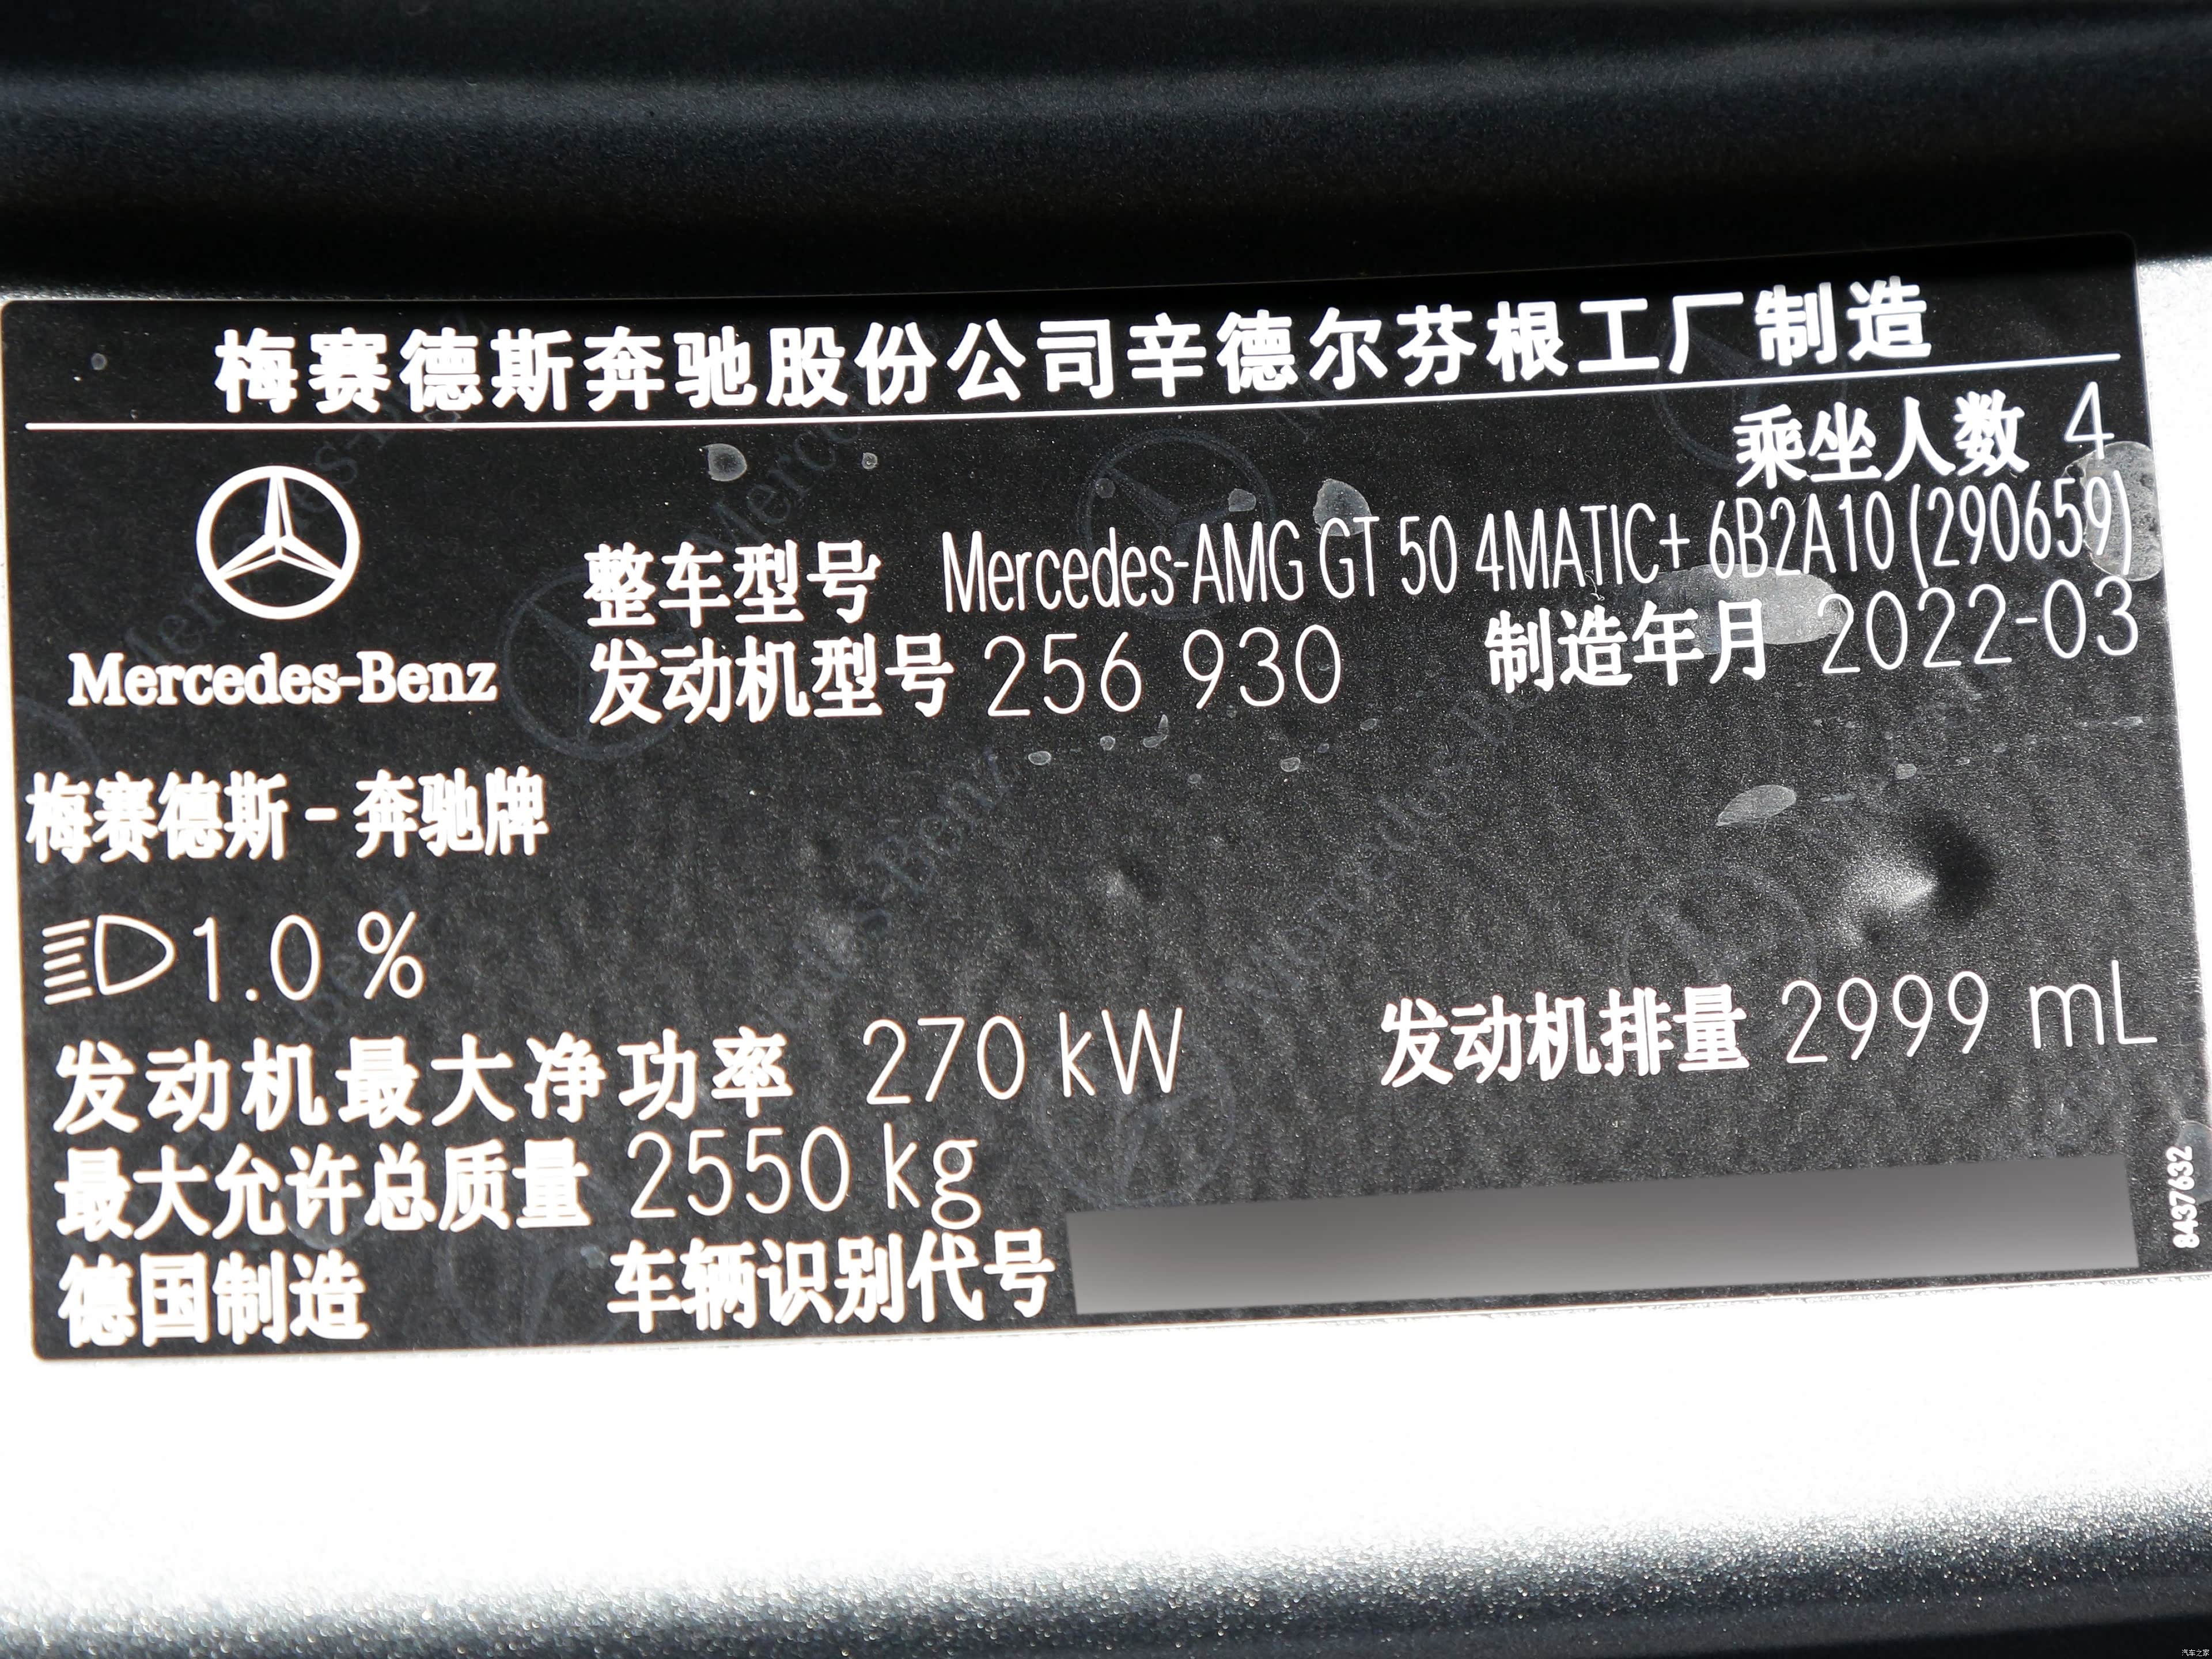 梅赛德斯奔驰股份公司辛德尔芬根工厂制造
乘坐人数 4
Mercedes-Benz
整车型号 Mercedes-AMG GT 50 4MATIC+ 6B2A10 (290659)
发动机型号 256 930 制造年月 2022-03
梅赛德斯-奔驰牌
1.0 %
发动机最大净功率 270 kW 发动机排量 2999 mL
最大允许总质量 2550 kg
德国制造 车辆识别代号
8437632
汽车之家